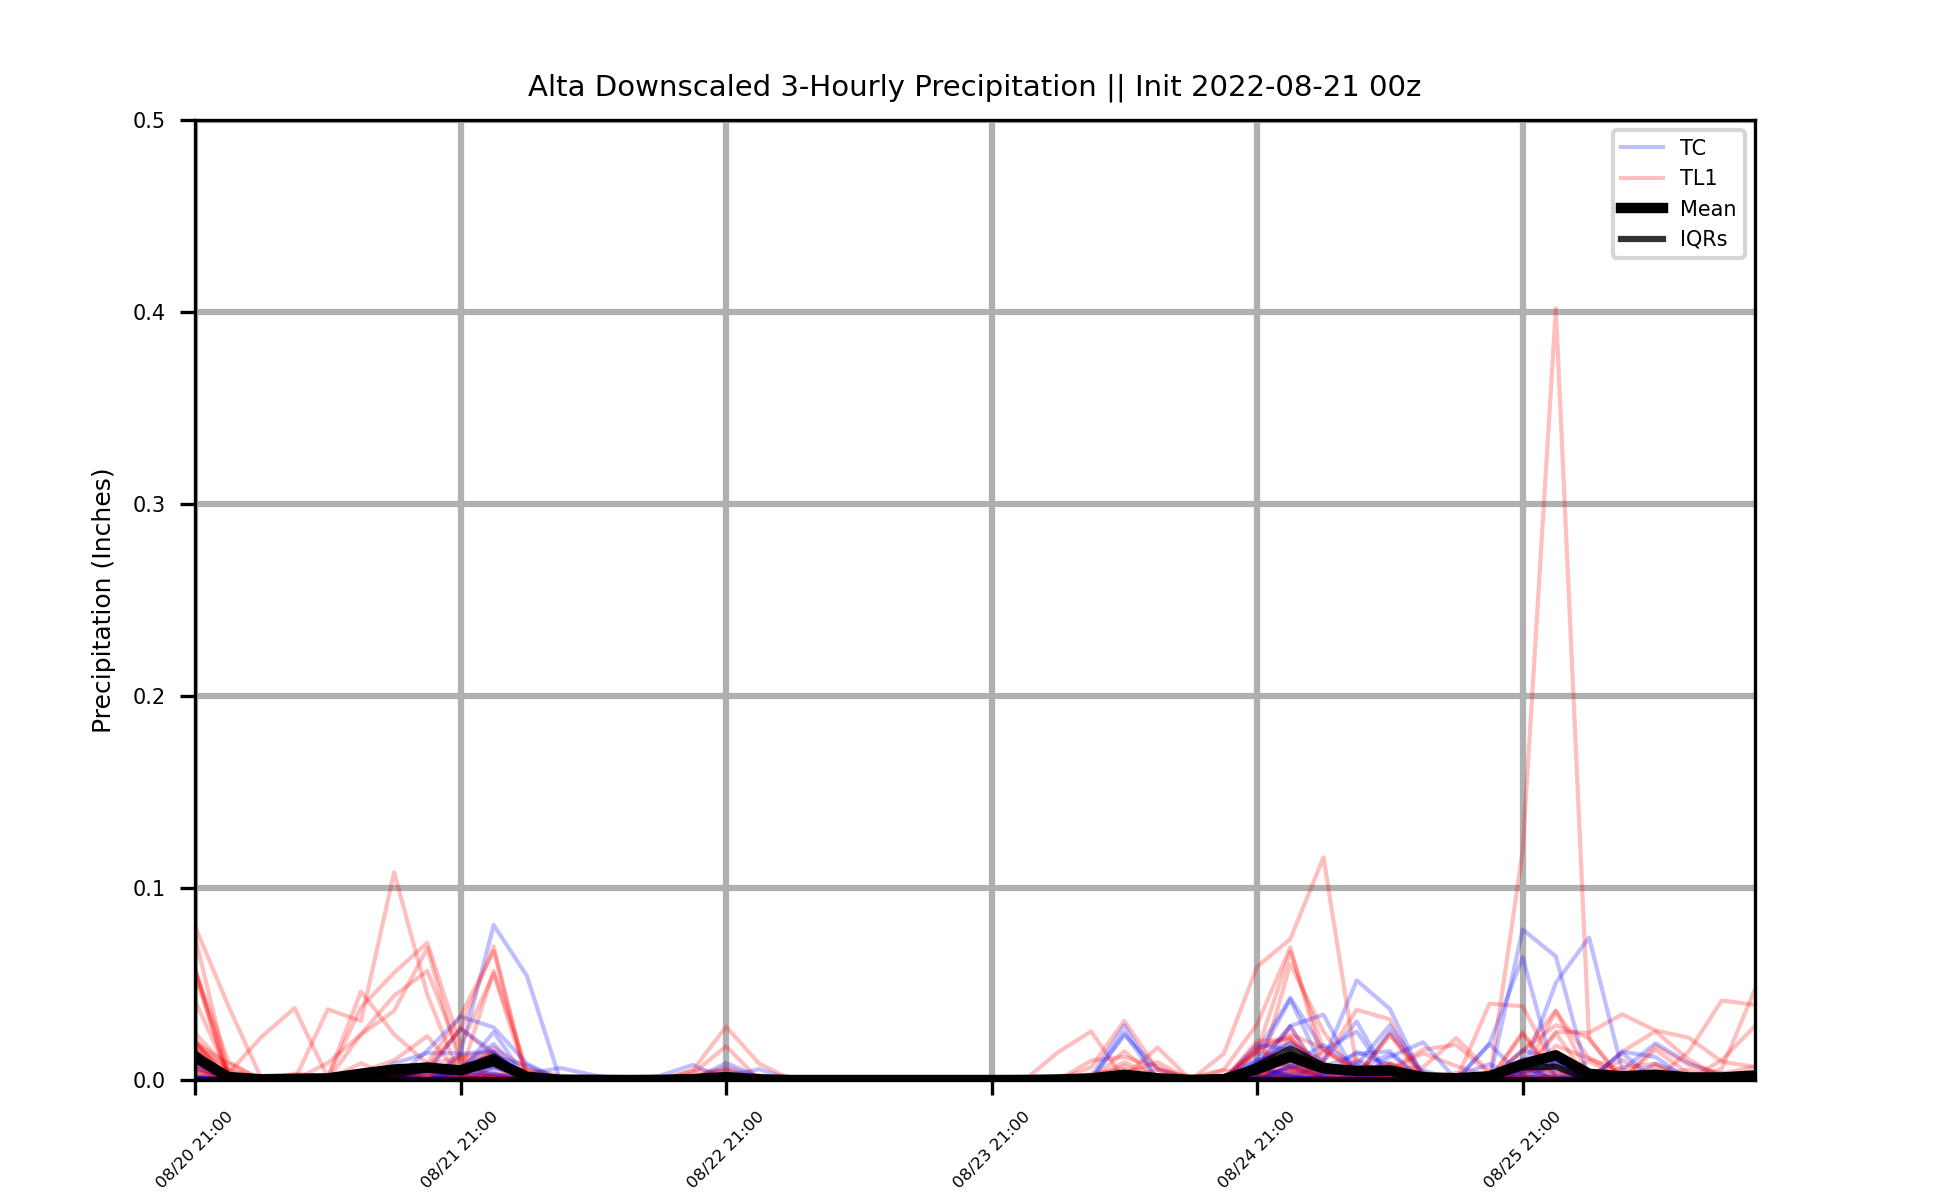 Alta Downscaled 3-Hourly Precipitation || Init 2022-08-21 00z
Precipitation (Inches)
0.5
0.4
0.3
0.2
0.1
0.0
TC
TL1
Mean
IQRs
08/20 21:00
08/21 21:00
08/22 21:00
08/23 21:00
08/24 21:00
08/25 21:00